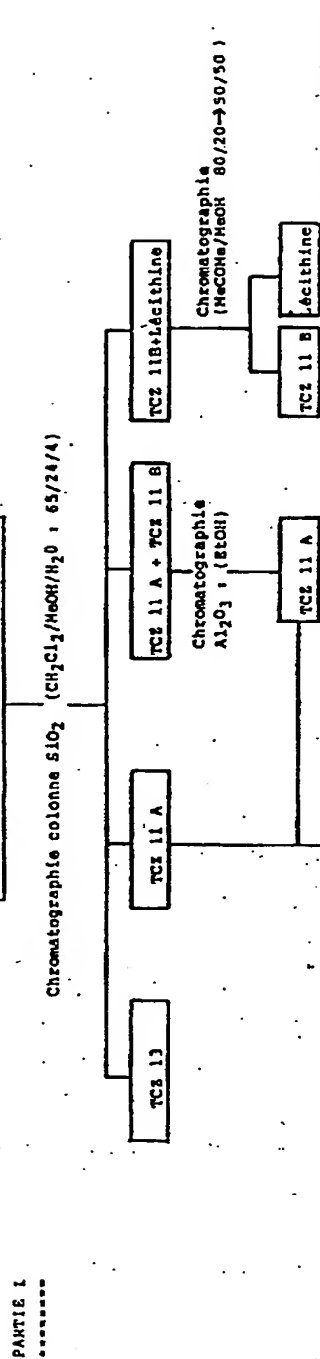 PARTIE 1
********
Chromatographie colonne SiO2 (CH2Cl2/MeOH/H2O : 65/24/4)
TCZ 13
TCZ 11 A
TCZ 11 A + TCZ 11 B
TCZ 11B+Lécithine
Chromatographie
Al2O3 : (EtOH)
Chromatographie
(MeCOMe/MeOH 80/20→50/50 )
TCZ 11 A
TCZ 11 B
Lécithine